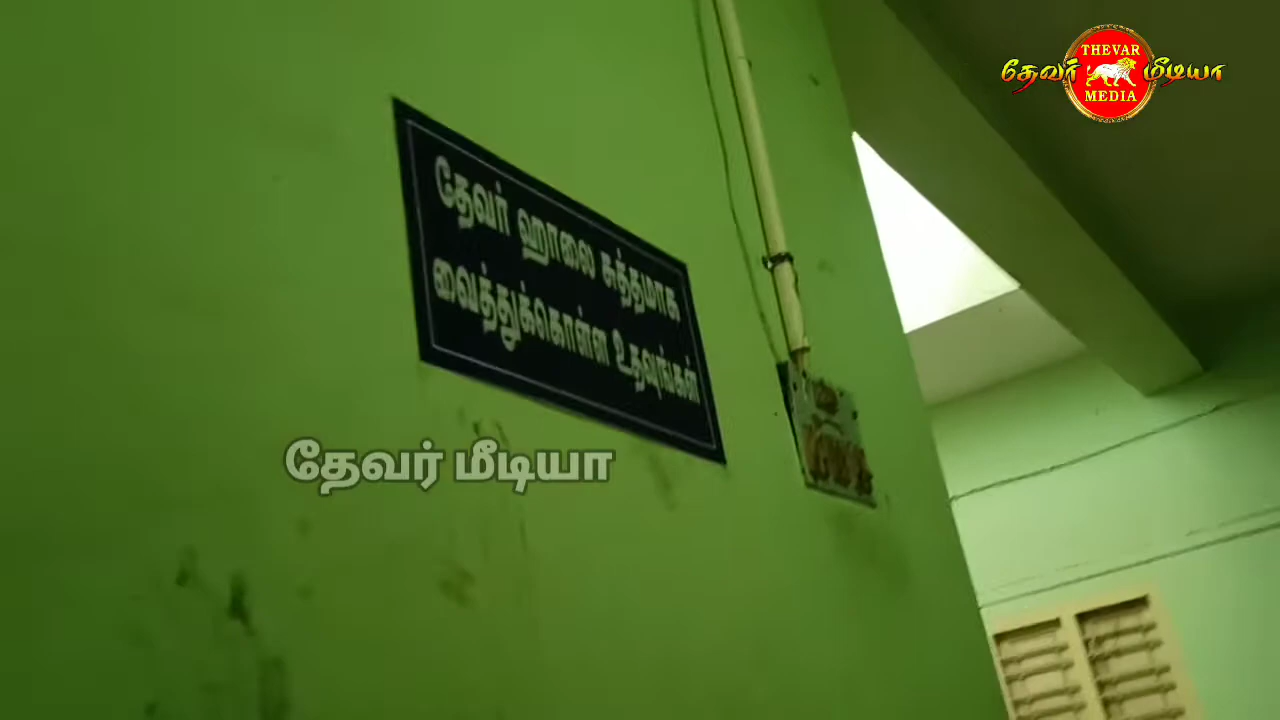 தேவர் THEVAR மீடியா
MEDIA
தேவர் ஹாலை சுத்தமாக
வைத்துக்கொள்ள உதவுங்கள்
தேவர் மீடியா